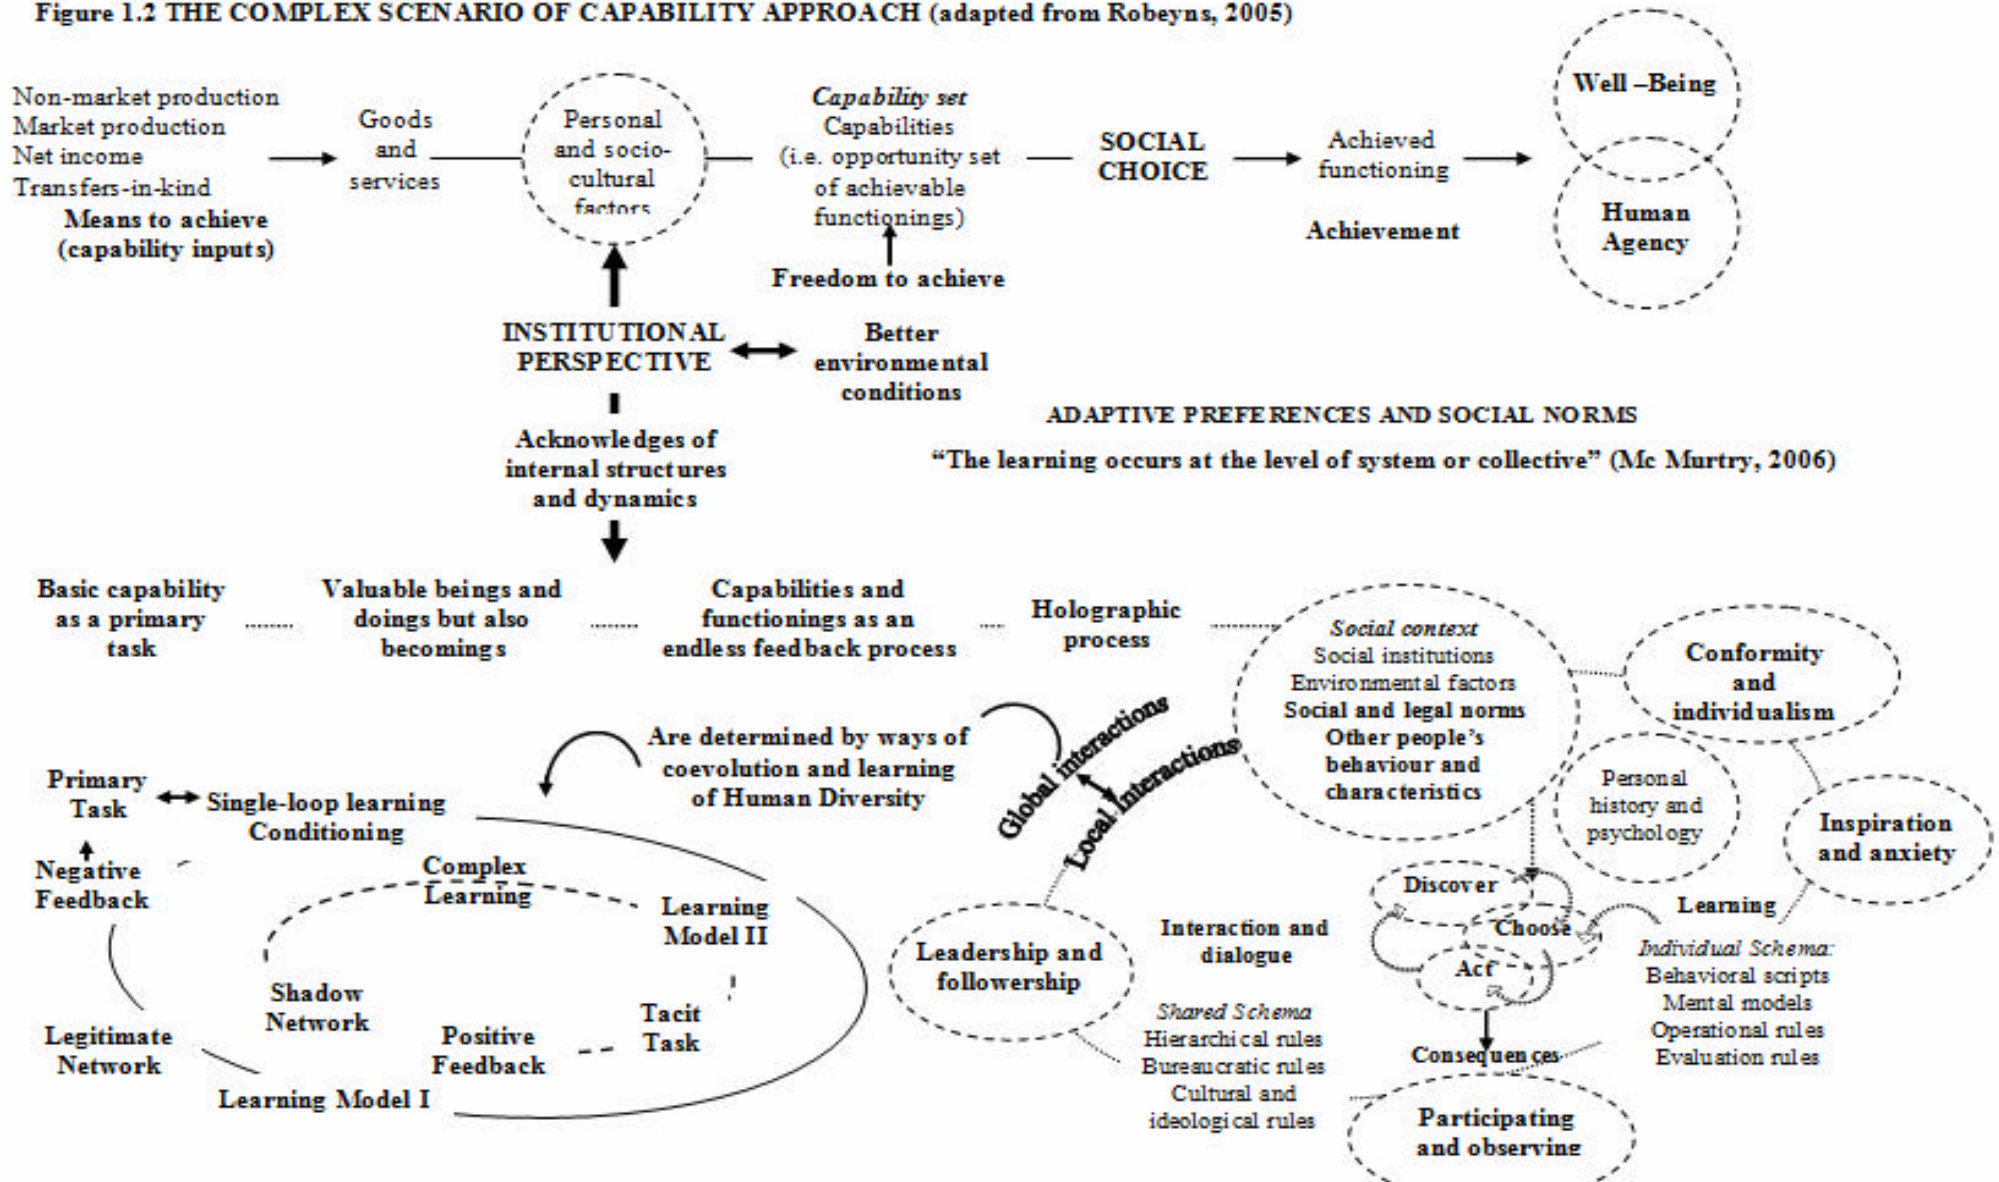 Figure 1.2 THE COMPLEX SCENARIO OF CAPABILITY APPROACH (adapted from Robeyns, 2005)
Non-market production
Market production
Net income
Transfers-in-kind
Means to achieve
(capability inputs)
Goods
and
services
Personal
and socio-
cultural
factors
Capability set
Capabilities
(i.e. opportunity set
of achievable
functionings)
Freedom to achieve
SOCIAL
CHOICE
Achieved
functioning
Achievement
Well –Being
Human
Agency
INSTITUTIONAL
PERSPECTIVE
Better
environmental
conditions
Acknowledges of
internal structures
and dynamics
ADAPTIVE PREFERENCES AND SOCIAL NORMS
“The learning occurs at the level of system or collective” (Mc Murtry, 2006)
Basic capability
as a primary
task
Valuable beings and
doings but also
becomings
Capabilities and
functionings as an
endless feedback process
Holographic
process
Social context
Social institutions
Environmental factors
Social and legal norms
Other people’s
behaviour and
characteristics
Conformity
and
individualism
Personal
history and
psychology
Inspiration
and anxiety
Are determined by ways of
coevolution and learning
of Human Diversity
Global interactions
Local Interactions
Primary
Task
Single-loop learning
Conditioning
Negative
Feedback
Complex
Learning
Learning
Model II
Shadow
Network
Positive
Feedback
Tacit
Task
Legitimate
Network
Learning Model I
Leadership and
followership
Interaction and
dialogue
Shared Schema
Hierarchical rules
Bureaucratic rules
Cultural and
ideological rules
Discover
Choose
Act
Consequences
Participating
and observing
Learning
Individual Schema:
Behavioral scripts
Mental models
Operational rules
Evaluation rules